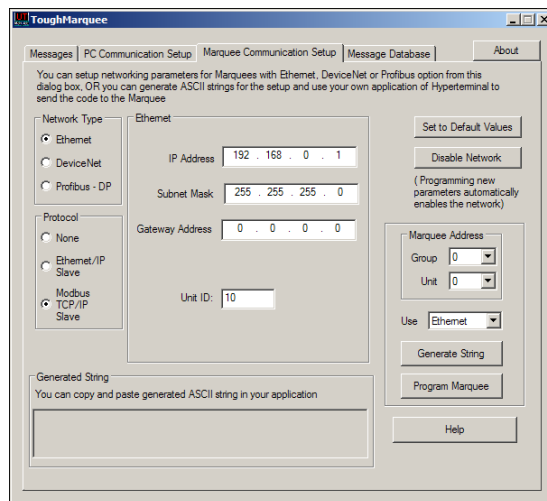 ToughMarquee
Messages
PC Communication Setup
Marquee Communication Setup
Message Database
About
You can setup networking parameters for Marquees with Ethernet, DeviceNet or Profibus option from this
dialog box, OR you can generate ASCII strings for the setup and use your own application of Hyperterminal to
send the code to the Marquee
Network Type
Ethernet
DeviceNet
Profibus - DP
Protocol
None
Ethernet/IP
Slave
Modbus
TCP/IP
Slave
Ethernet
IP Address 192 . 168 . 0 . 1
Subnet Mask 255 . 255 . 255 . 0
Gateway Address 0 . 0 . 0 . 0
Unit ID: 10
Set to Default Values
Disable Network
( Programming new
parameters automatically
enables the network)
Marquee Address
Group 0
Unit 0
Use Ethernet
Generate String
Program Marquee
Help
Generated String
You can copy and paste generated ASCII string in your application